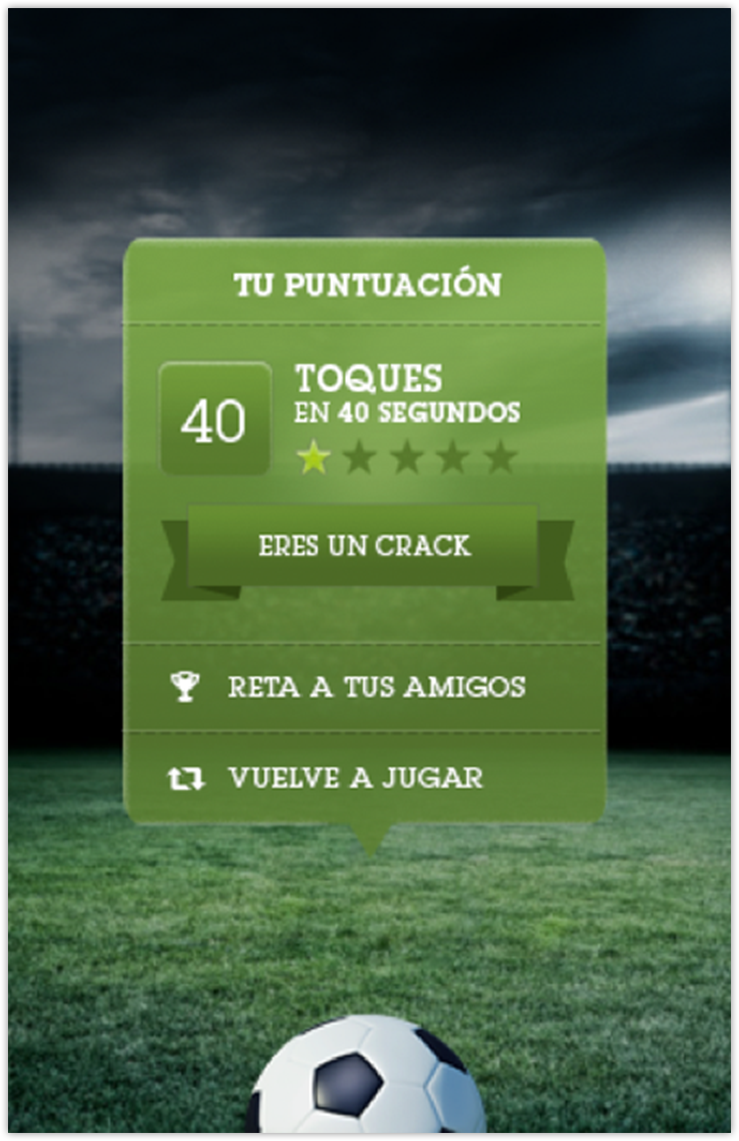 TU PUNTUACIÓN
40
TOQUES
EN 40 SEGUNDOS
ERES UN CRACK
RETA A TUS AMIGOS
VUELVE A JUGAR